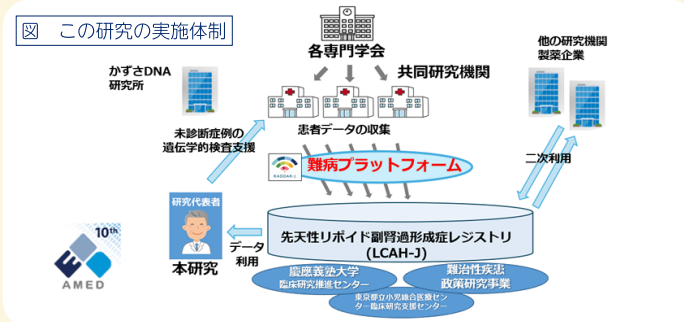 図 この研究の実施体制
各専門学会
他の研究機関
製薬企業
かずさDNA
研究所
共同研究機関
患者データの収集
未診断症例の
遺伝学的検査支援
RADDAR-J
難病プラットフォーム
二次利用
研究代表者
本研究
データ
利用
先天性リポイド副腎過形成症レジストリ
(LCAH-J)
慶應義塾大学
臨床研究推進センター
難治性疾患
政策研究事業
東京都立小児総合医療セン
ター臨床研究支援センター
10th
AMED